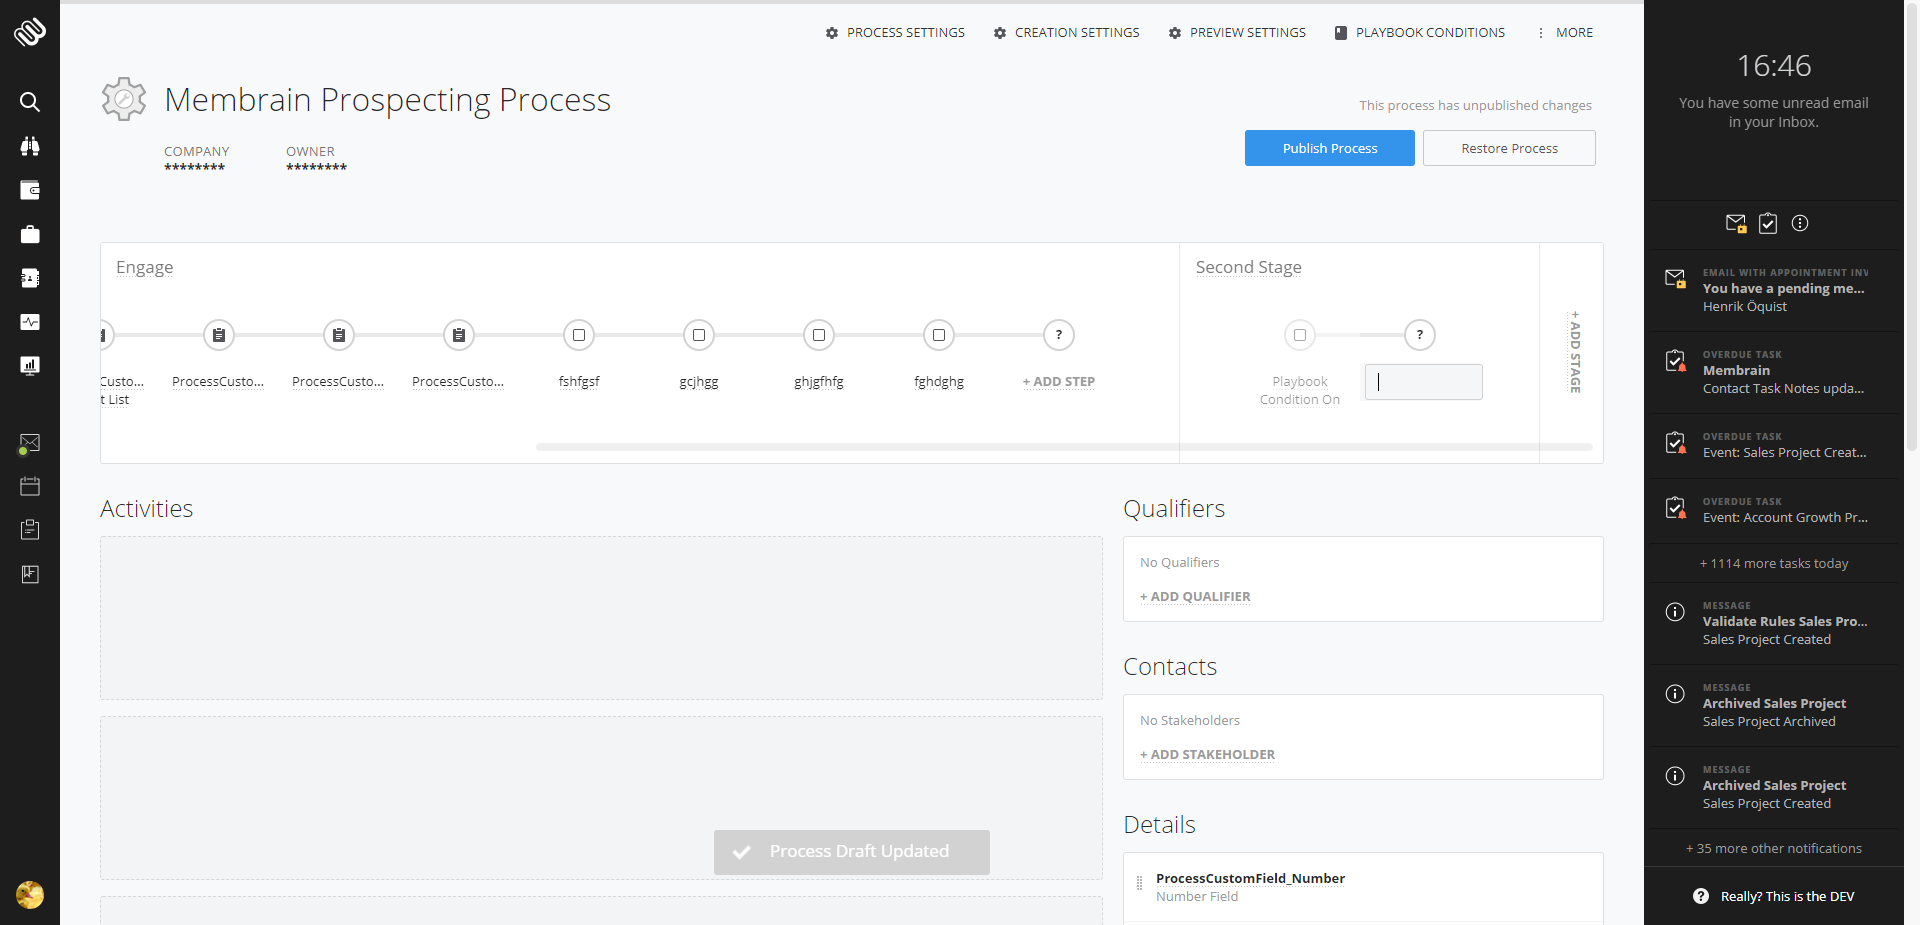 PROCESS SETTINGS
CREATION SETTINGS
PREVIEW SETTINGS
PLAYBOOK CONDITIONS
MORE
Membrain Prospecting Process
COMPANY
********
OWNER
********
This process has unpublished changes
Publish Process
Restore Process
Engage
Second Stage
Custo...
t List
ProcessCusto...
ProcessCusto...
ProcessCusto...
fshfgsf
gcjhgg
ghjgfhfg
fghdghg
?
+ ADD STEP
Playbook
Condition On
?
+ ADD STAGE
Activities
Process Draft Updated
Qualifiers
No Qualifiers
+ ADD QUALIFIER
Contacts
No Stakeholders
+ ADD STAKEHOLDER
Details
ProcessCustomField_Number
Number Field
16:46
You have some unread email
in your Inbox.
EMAIL WITH APPOINTMENT INV
You have a pending me...
Henrik Öquist
OVERDUE TASK
Membrain
Contact Task Notes upda...
OVERDUE TASK
Event: Sales Project Creat...
OVERDUE TASK
Event: Account Growth Pr...
+ 1114 more tasks today
MESSAGE
Validate Rules Sales Pro...
Sales Project Created
MESSAGE
Archived Sales Project
Sales Project Archived
MESSAGE
Archived Sales Project
Sales Project Created
+ 35 more other notifications
? Really? This is the DEV